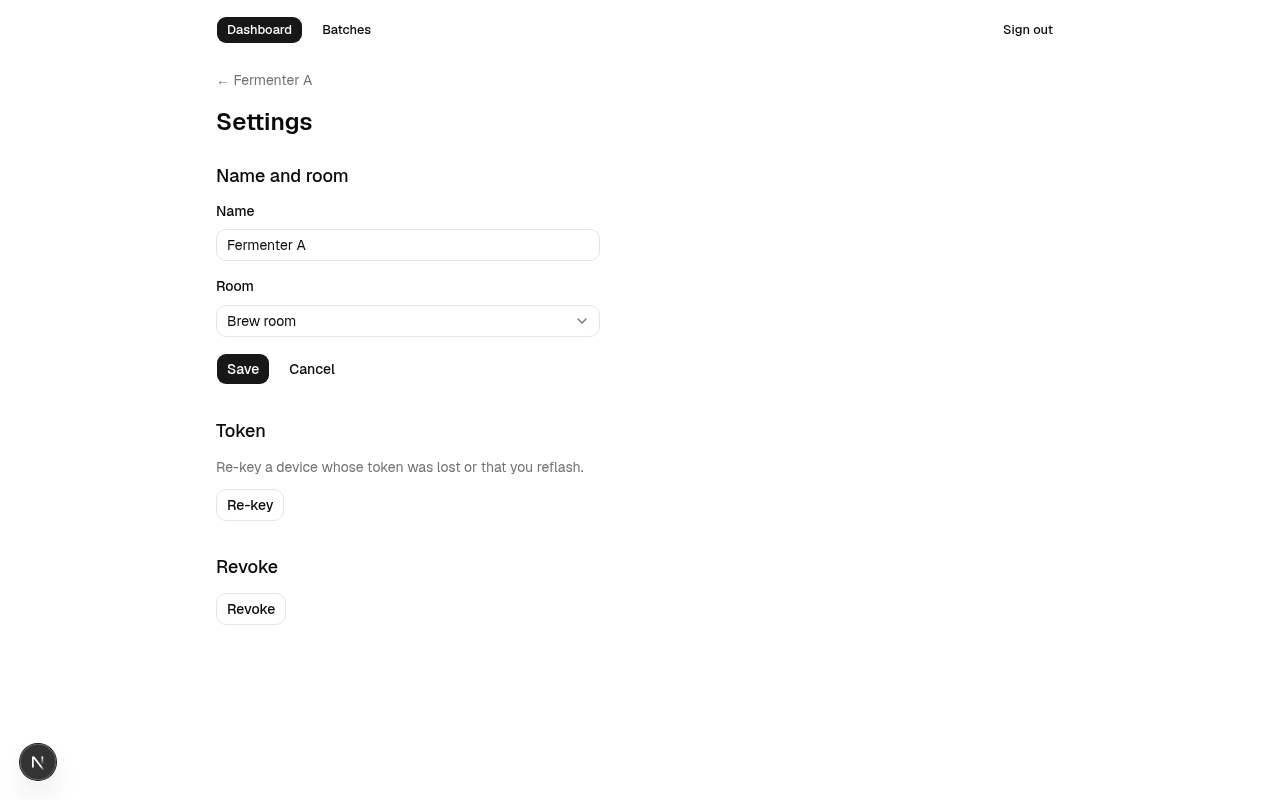 Dashboard Batches Sign out
← Fermenter A
Settings
Name and room
Name
Fermenter A
Room
Brew room
Save Cancel
Token
Re-key a device whose token was lost or that you reflash.
Re-key
Revoke
Revoke
N